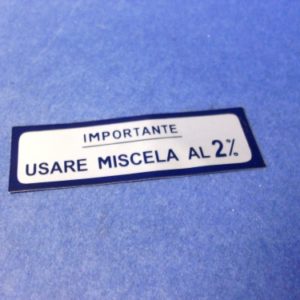 IMPORTANTE
USARE MISCELA AL 2%